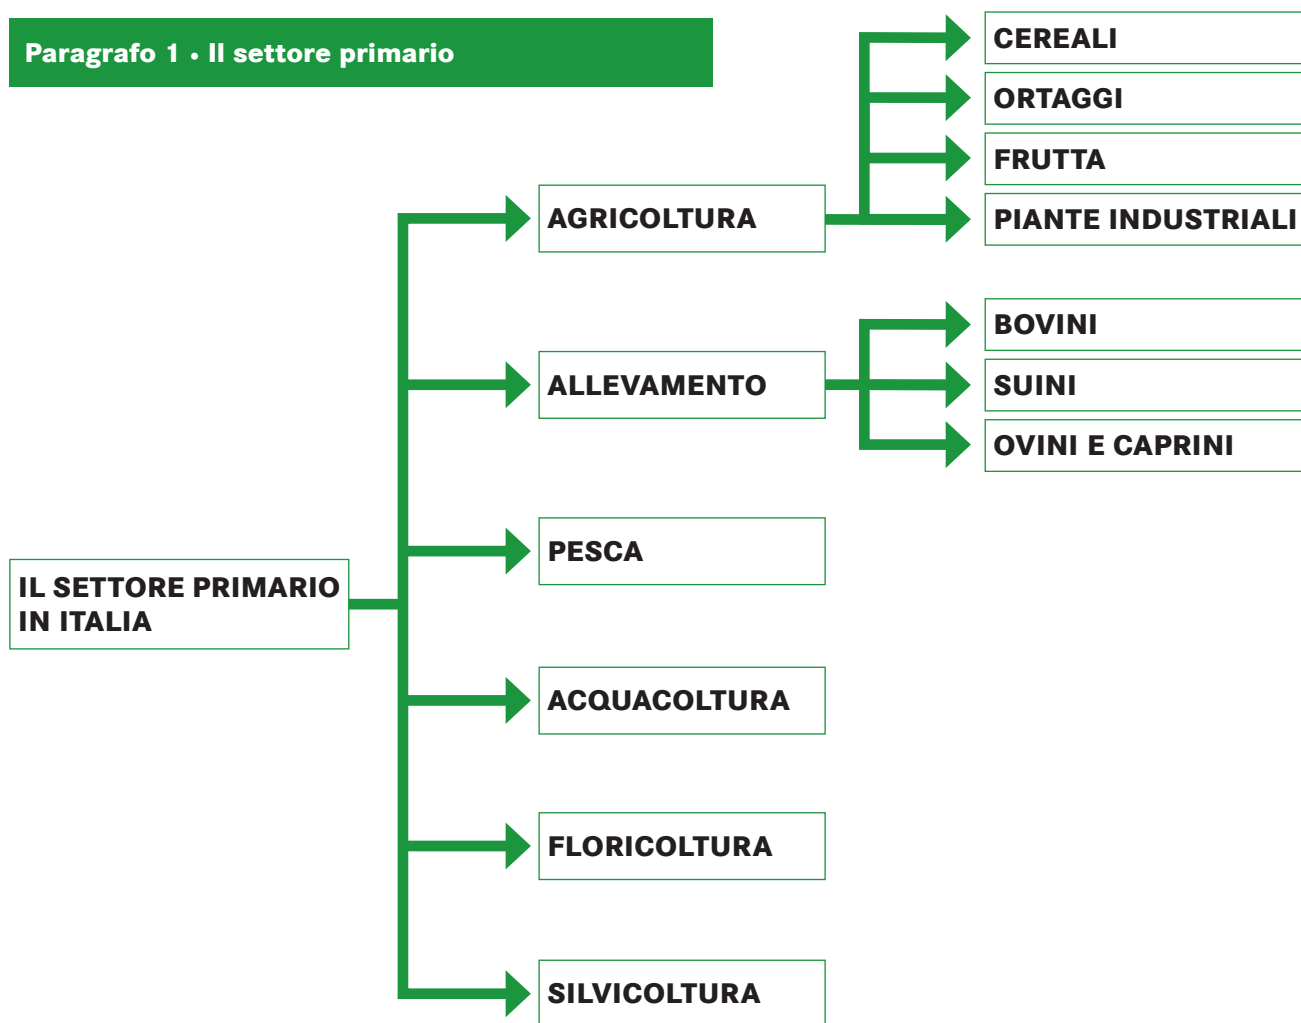 Paragrafo 1 • Il settore primario
IL SETTORE PRIMARIO
IN ITALIA
AGRICOLTURA
CEREALI
ORTAGGI
FRUTTA
PIANTE INDUSTRIALI
ALLEVAMENTO
BOVINI
SUINI
OVINI E CAPRINI
PESCA
ACQUACOLTURA
FLORICOLTURA
SILVICOLTURA